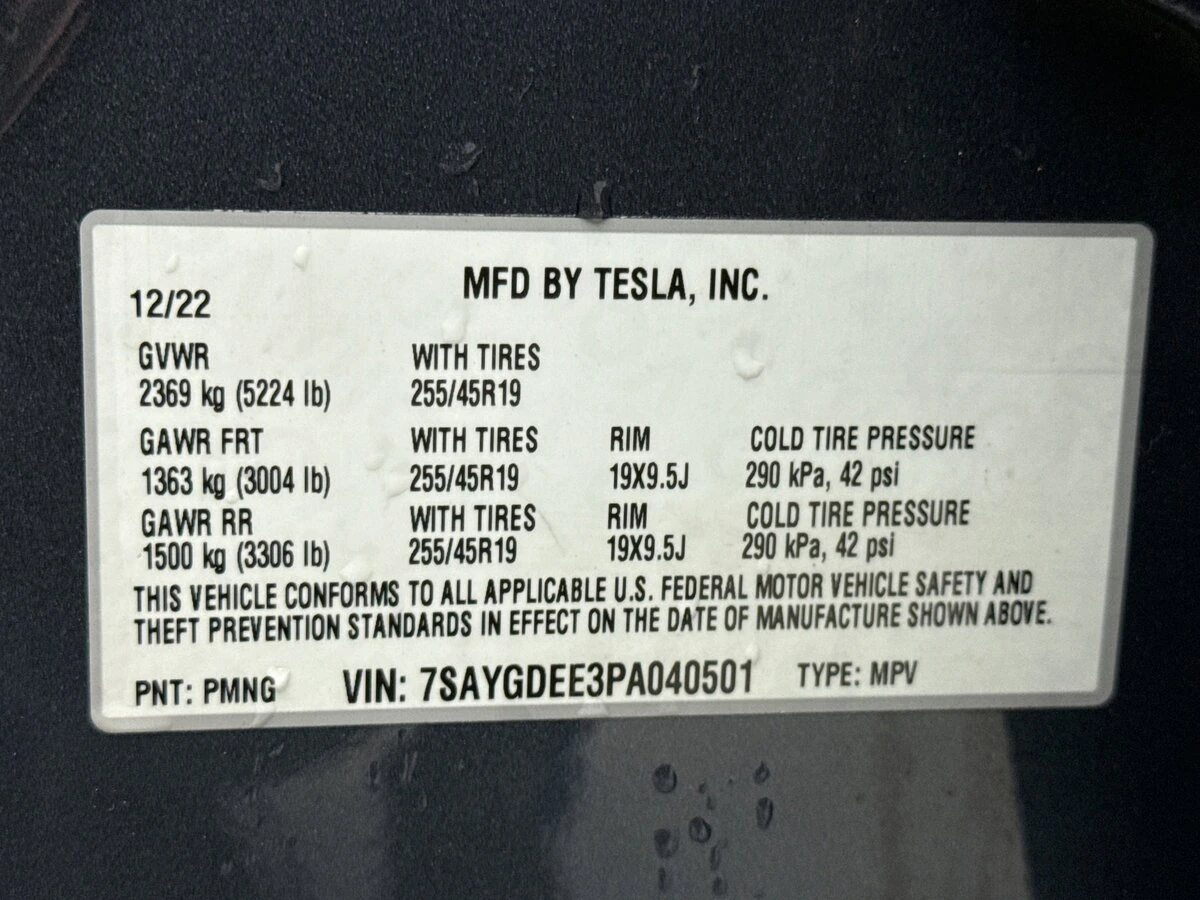 MFD BY TESLA, INC.
12/22
GVWR WITH TIRES
2369 kg (5224 lb) 255/45R19
GAWR FRT WITH TIRES RIM COLD TIRE PRESSURE
1363 kg (3004 lb) 255/45R19 19X9.5J 290 kPa, 42 psi
GAWR RR WITH TIRES RIM COLD TIRE PRESSURE
1500 kg (3306 lb) 255/45R19 19X9.5J 290 kPa, 42 psi
THIS VEHICLE CONFORMS TO ALL APPLICABLE U.S. FEDERAL MOTOR VEHICLE SAFETY AND
THEFT PREVENTION STANDARDS IN EFFECT ON THE DATE OF MANUFACTURE SHOWN ABOVE.
PNT: PMNG VIN: 7SAYGDEE3PA040501 TYPE: MPV